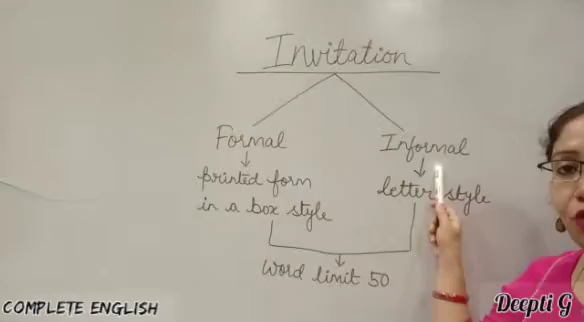 Invitation
Formal
Informal
printed form
in a box style
letter style
word limit 50
COMPLETE ENGLISH
Deepti G